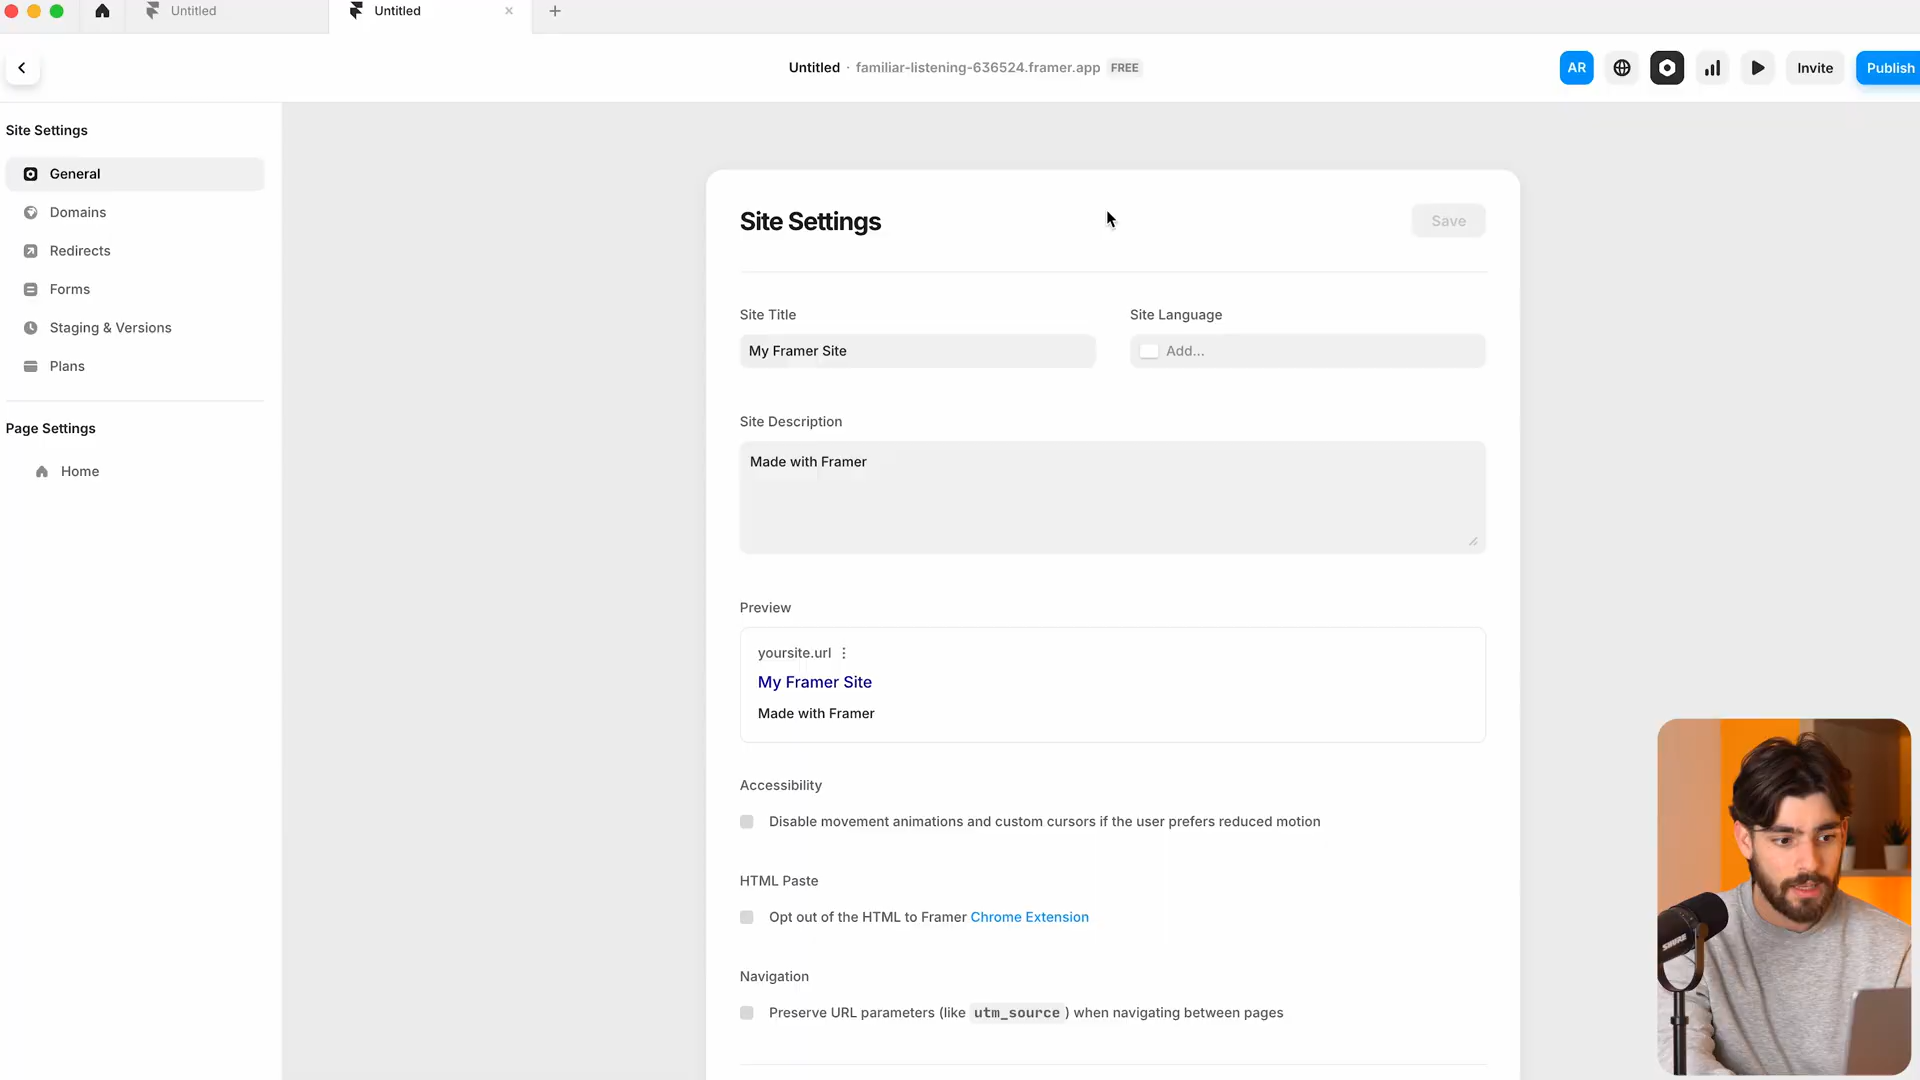 Untitled
Untitled
Untitled · familiar-listening-636524.framer.app FREE
AR
Invite
Publish
Site Settings
General
Domains
Redirects
Forms
Staging & Versions
Plans
Page Settings
Home
Site Settings
Save
Site Title
Site Language
My Framer Site
Add...
Site Description
Made with Framer
Preview
yoursite.url
My Framer Site
Made with Framer
Accessibility
Disable movement animations and custom cursors if the user prefers reduced motion
HTML Paste
Opt out of the HTML to Framer Chrome Extension
Navigation
Preserve URL parameters (like utm_source ) when navigating between pages
SHURE